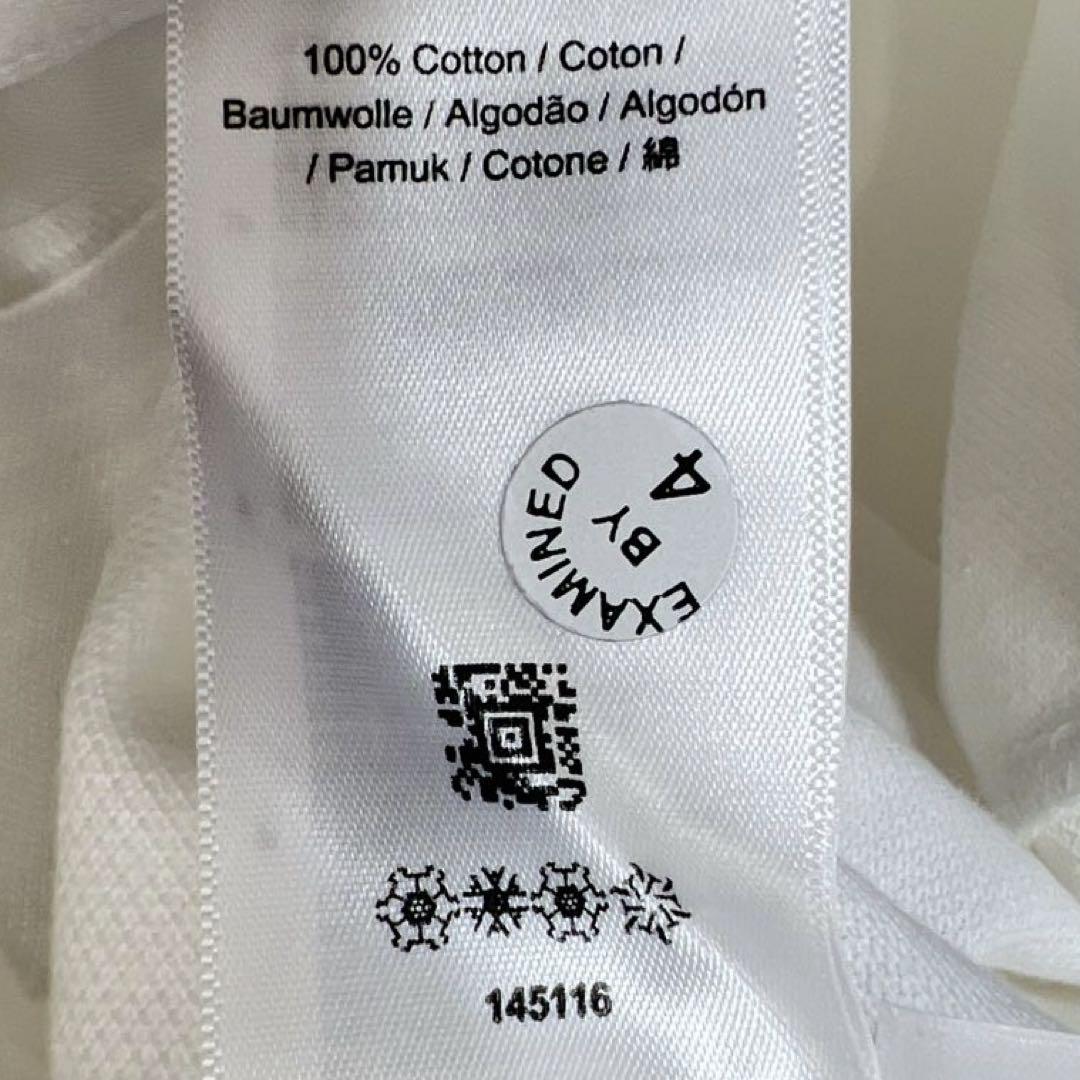 100% Cotton / Coton /
Baumwolle / Algodão / Algodón
/ Pamuk / Cotone / 綿
EXAMINED
BY
4
145116